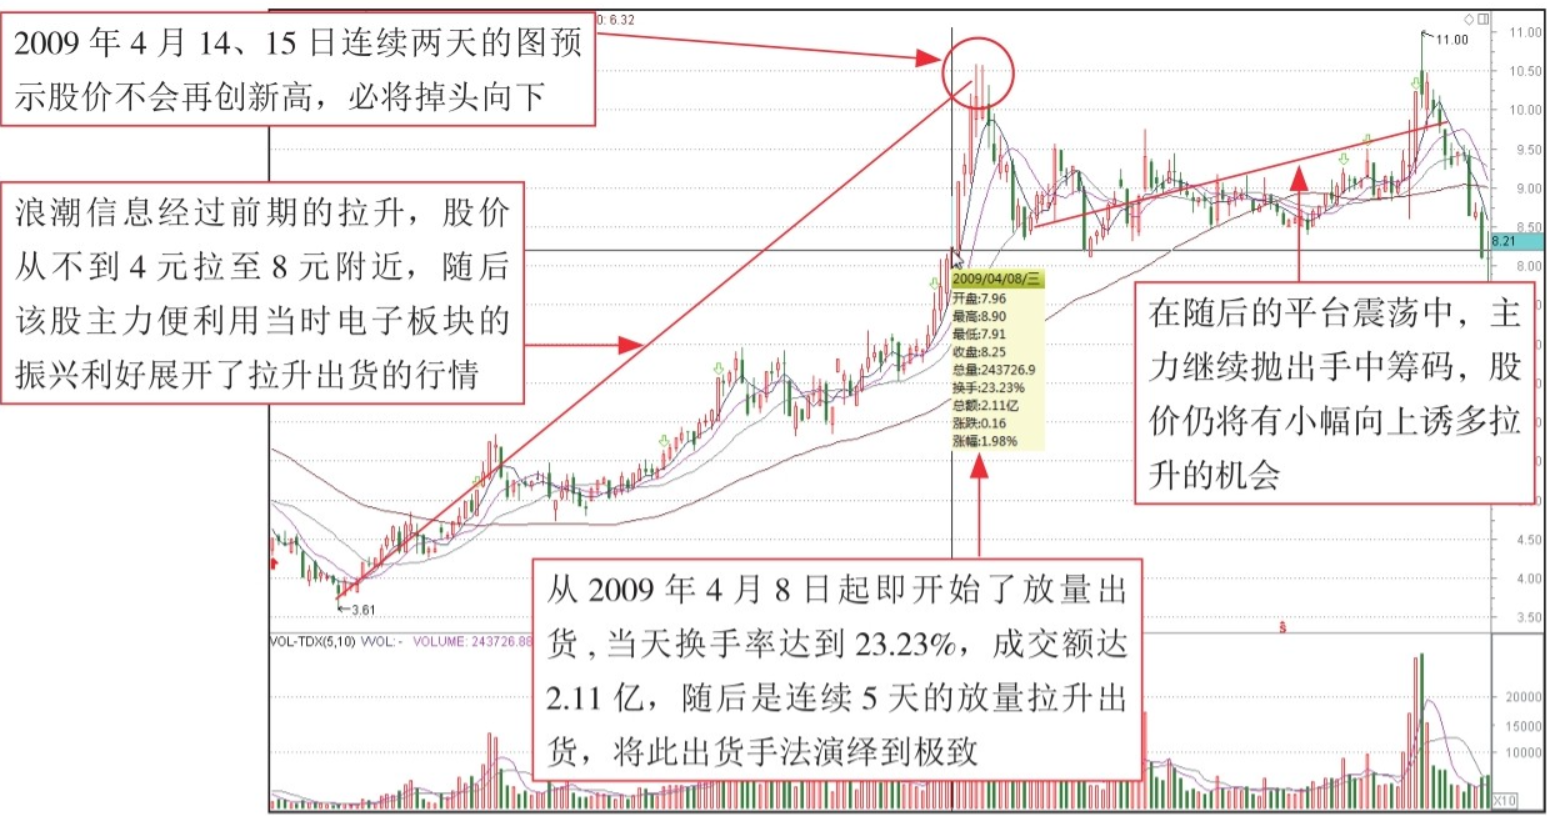 2009 年 4 月 14、15 日连续两天的图预
示股价不会再创新高，必将掉头向下
浪潮信息经过前期的拉升，股价
从不到 4 元拉至 8 元附近，随后
该股主力便利用当时电子板块的
振兴利好展开了拉升出货的行情
0: 6.32
11.00
11.00
10.50
10.00
9.50
9.00
8.50
8.21
8.00
2009/04/08/三
开盘:7.96
最高:8.90
最低:7.91
收盘:8.25
总量:243726.9
换手:23.23%
总额:2.11亿
涨跌:0.16
涨幅:1.98%
在随后的平台震荡中，主
力继续抛出手中筹码，股
价仍将有小幅向上诱多拉
升的机会
4.50
4.00
3.50
3.61
从 2009 年 4 月 8 日起即开始了放量出
货，当天换手率达到 23.23%，成交额达
2.11 亿，随后是连续 5 天的放量拉升出
货，将此出货手法演绎到极致
VOL-TDX(5,10) VVOL: - VOLUME: 243726.88
20000
15000
10000
X10